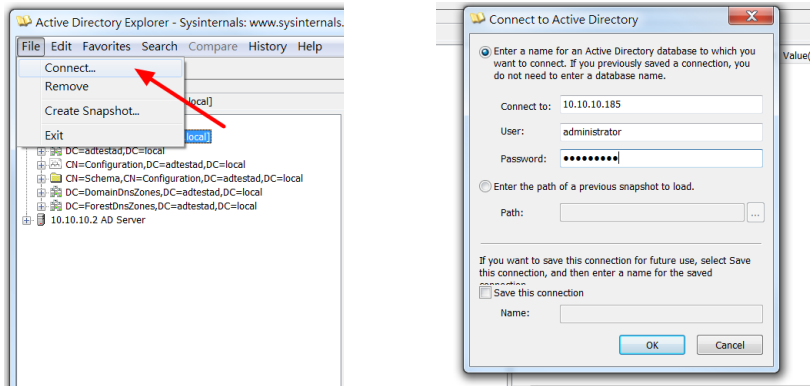 Active Directory Explorer - Sysinternals: www.sysinternals.
File Edit Favorites Search Compare History Help
Connect...
Remove
Create Snapshot...
Exit
local]
local]
DC=adtestad,DC=local
CN=Configuration,DC=adtestad,DC=local
CN=Schema,CN=Configuration,DC=adtestad,DC=local
DC=DomainDnsZones,DC=adtestad,DC=local
DC=ForestDnsZones,DC=adtestad,DC=local
10.10.10.2 AD Server
Connect to Active Directory
Value(
Enter a name for an Active Directory database to which you
want to connect. If you previously saved a connection, you
do not need to enter a database name.
Connect to: 10.10.10.185
User: administrator
Password: ●●●●●●●●●
Enter the path of a previous snapshot to load.
Path: ...
If you want to save this connection for future use, select Save
this connection, and then enter a name for the saved
Save this connection
Name:
OK Cancel